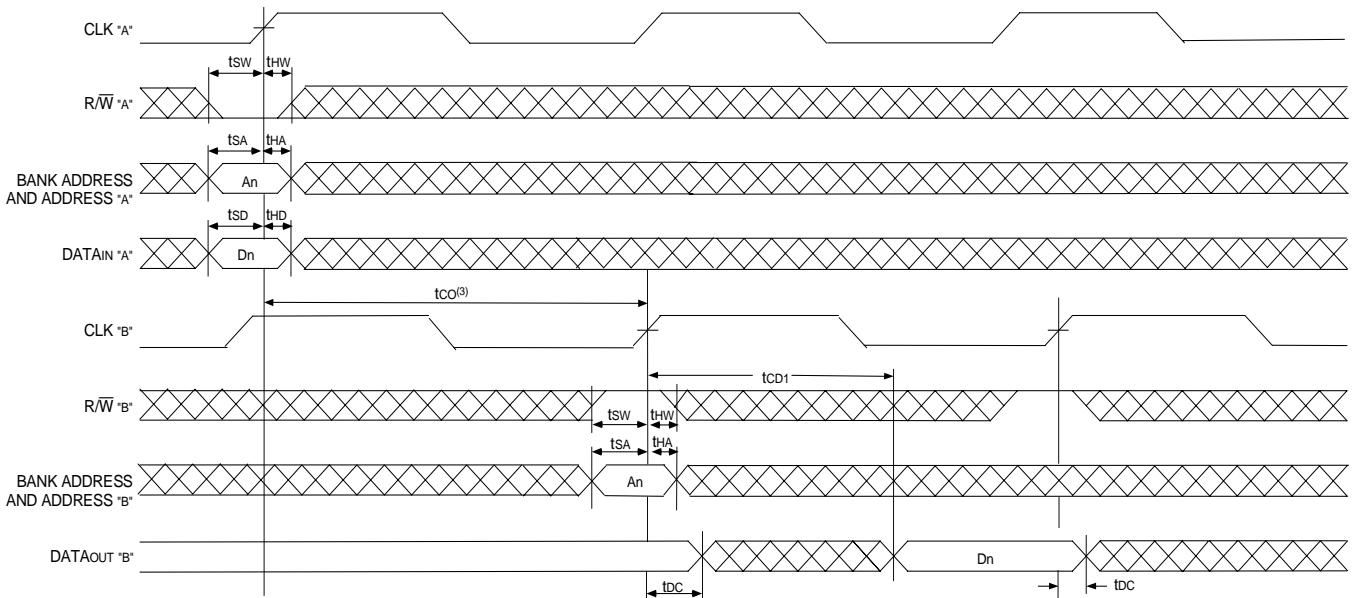 CLK "A"
tSW tHW
R/W̅ "A"
tSA tHA
BANK ADDRESS
AND ADDRESS "A"
An
tSD tHD
DATAIN "A"
Dn
tCO(3)
CLK "B"
tCD1
R/W̅ "B"
tSW tHW
tSA tHA
BANK ADDRESS
AND ADDRESS "B"
An
DATAOUT "B"
Dn
tDC
tDC